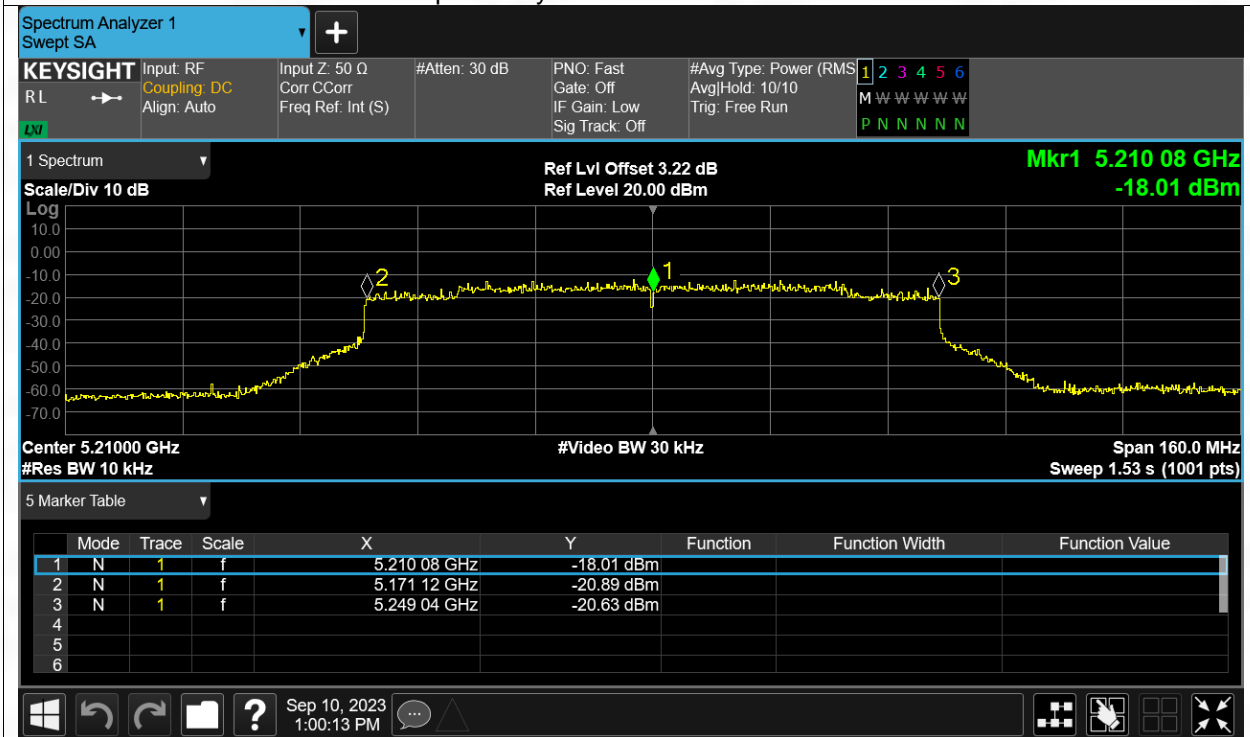 Spectrum Analyzer 1
Swept SA
+
KEYSIGHT
R L
LXI
Input: RF
Coupling: DC
Align: Auto
Input Z: 50 Ω
Corr CCorr
Freq Ref: Int (S)
#Atten: 30 dB
PNO: Fast
Gate: Off
IF Gain: Low
Sig Track: Off
#Avg Type: Power (RMS
Avg|Hold: 10/10
Trig: Free Run
1 2 3 4 5 6
M W W W W W
P N N N N N
1 Spectrum
Scale/Div 10 dB
Ref Lvl Offset 3.22 dB
Ref Level 20.00 dBm
Mkr1 5.210 08 GHz
-18.01 dBm
Log
10.0
0.00
-10.0
-20.0
-30.0
-40.0
-50.0
-60.0
-70.0
2
1
3
Center 5.21000 GHz
#Res BW 10 kHz
#Video BW 30 kHz
Span 160.0 MHz
Sweep 1.53 s (1001 pts)
5 Marker Table
Mode Trace Scale X Y Function Function Width Function Value
1 N 1 f 5.210 08 GHz -18.01 dBm
2 N 1 f 5.171 12 GHz -20.89 dBm
3 N 1 f 5.249 04 GHz -20.63 dBm
4
5
6
?
Sep 10, 2023
1:00:13 PM